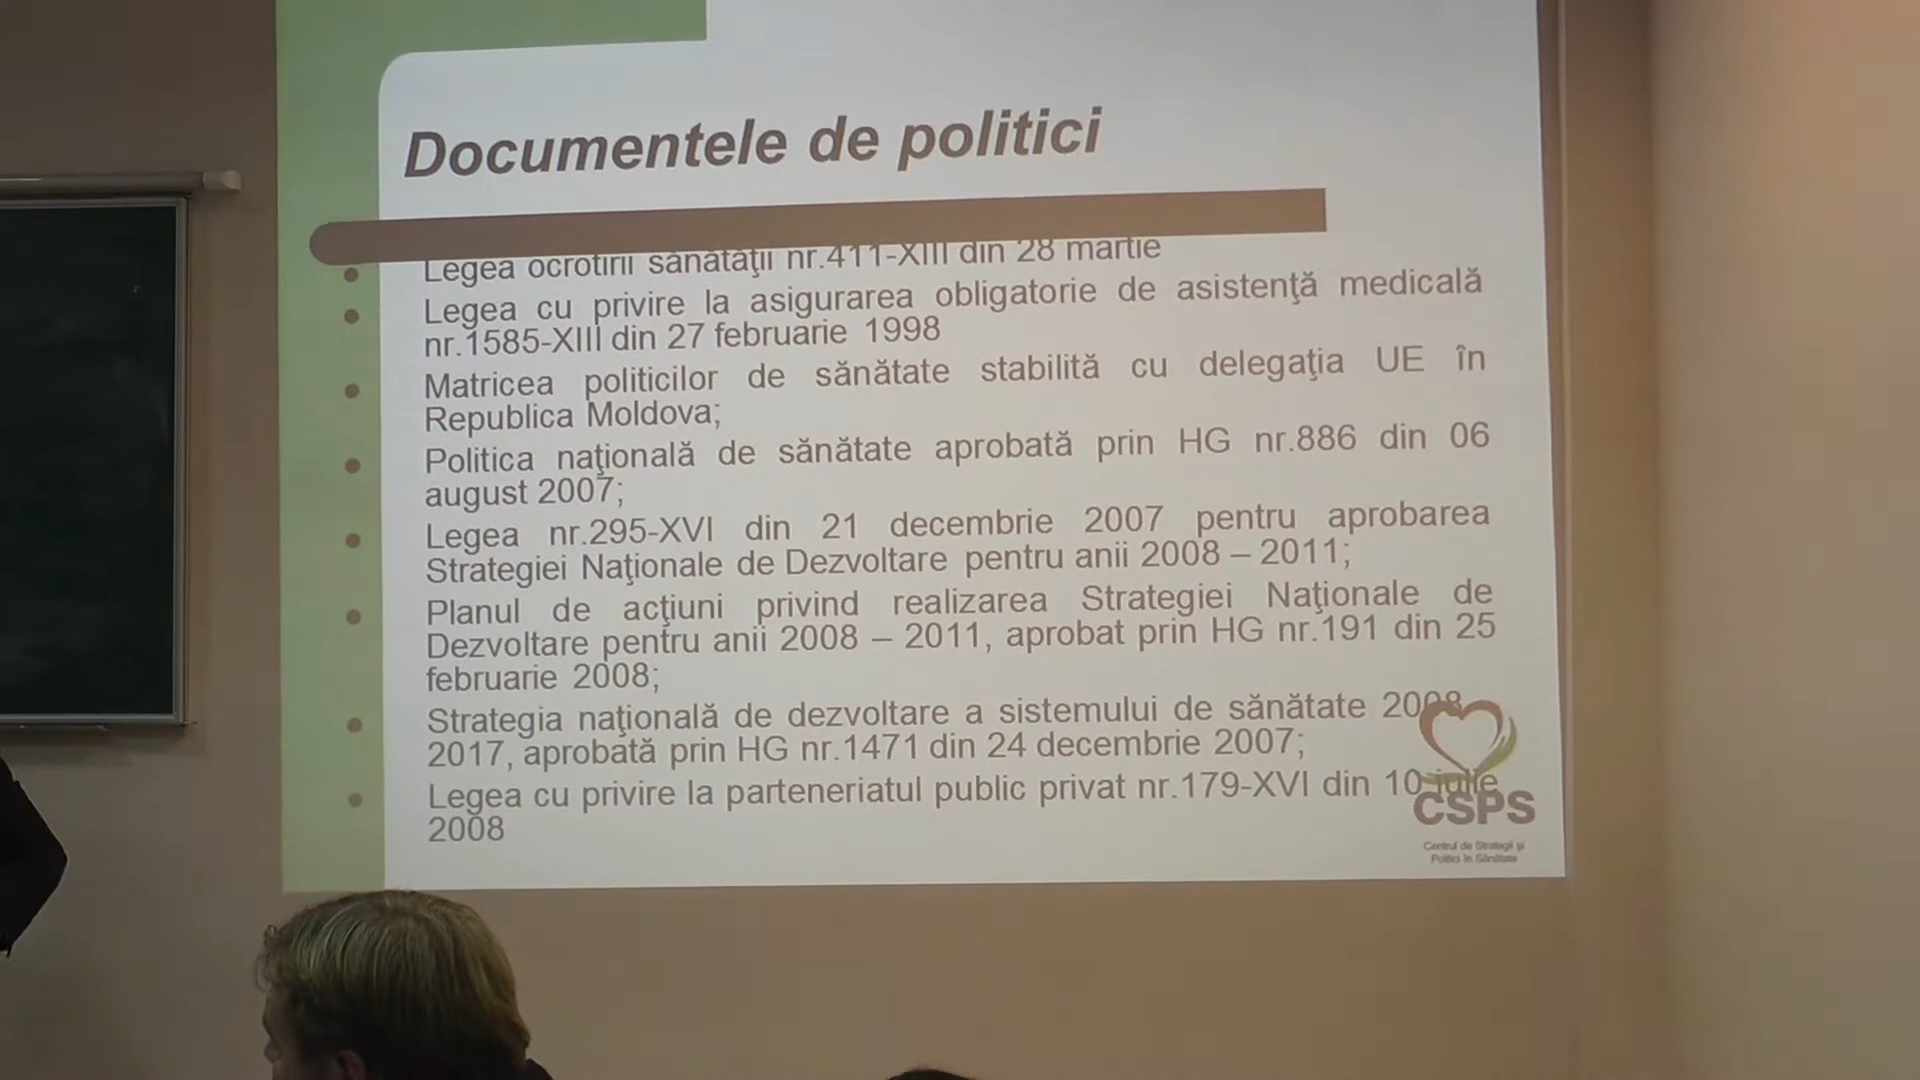 Documentele de politici
Legea ocrotirii sănătăţii nr.411-XIII din 28 martie
Legea cu privire la asigurarea obligatorie de asistenţă medicală
nr.1585-XIII din 27 februarie 1998
Matricea politicilor de sănătate stabilită cu delegaţia UE în
Republica Moldova;
Politica naţională de sănătate aprobată prin HG nr.886 din 06
august 2007;
Legea nr.295-XVI din 21 decembrie 2007 pentru aprobarea
Strategiei Naţionale de Dezvoltare pentru anii 2008 – 2011;
Planul de acţiuni privind realizarea Strategiei Naţionale de
Dezvoltare pentru anii 2008 – 2011, aprobat prin HG nr.191 din 25
februarie 2008;
Strategia naţională de dezvoltare a sistemului de sănătate 2008
2017, aprobată prin HG nr.1471 din 24 decembrie 2007;
Legea cu privire la parteneriatul public privat nr.179-XVI din 10 iulie
2008
CSPS
Centrul de Strategii şi
Politici în Sănătate